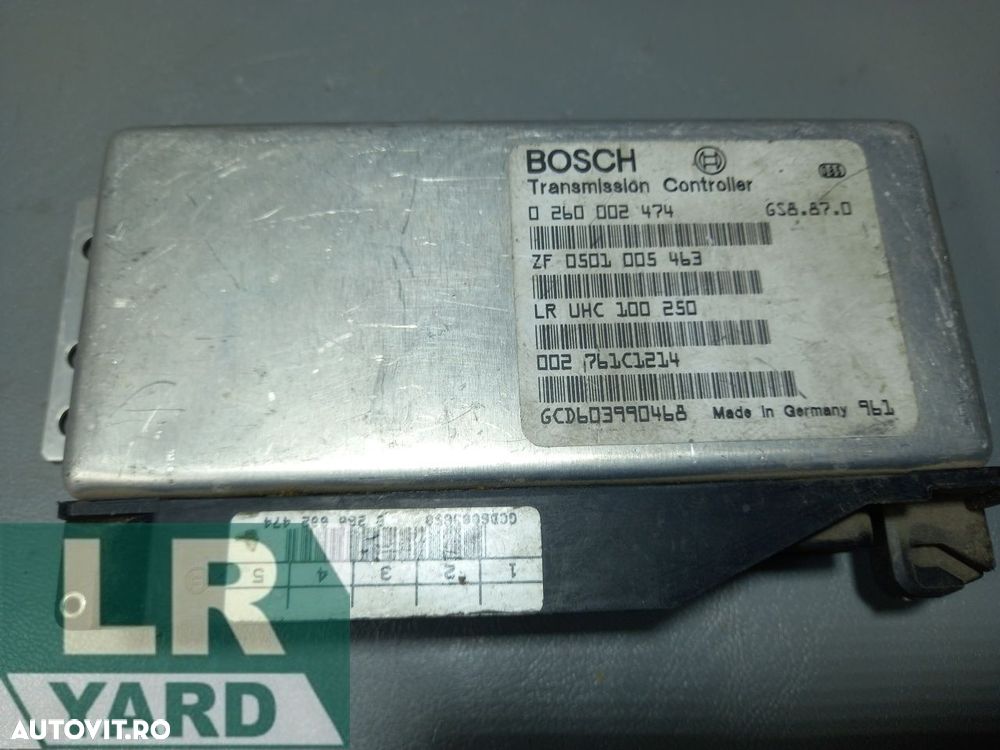 BOSCH
Transmission Controller
0 260 002 474 GS8.87.0
ZF 0501 005 463
LR UHC 100 250
002 761C1214
GCD603990468 Made in Germany 961
1 2 3 4 5
LR
YARD
AUTOVIT.RO